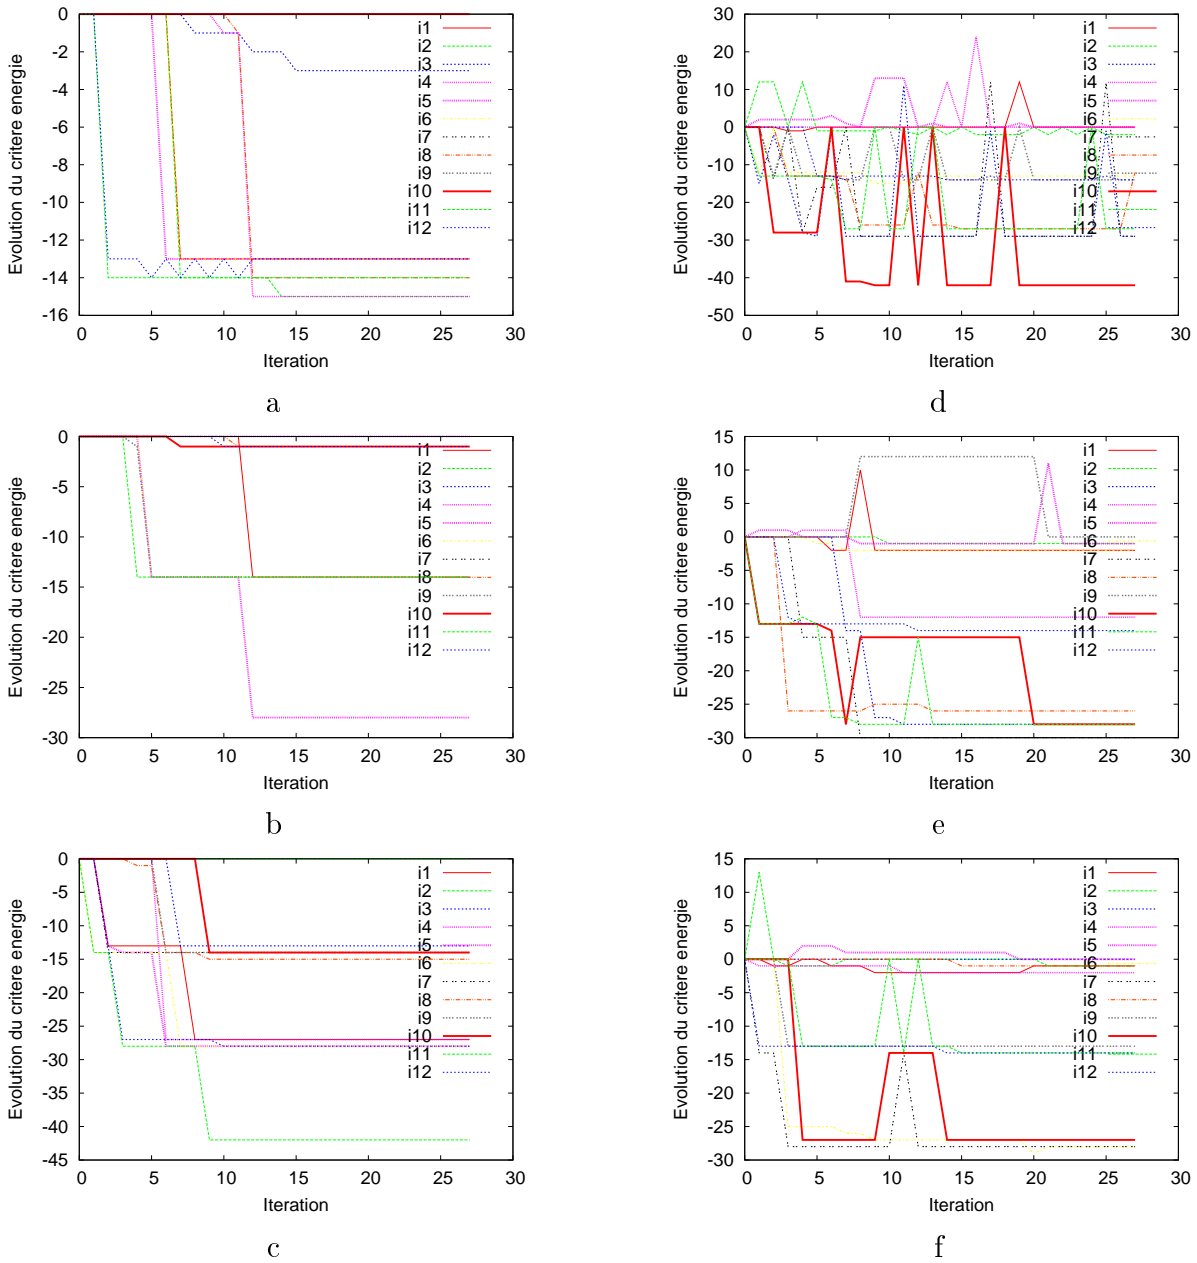 Evolution du critere energie
0
-2
-4
-6
-8
-10
-12
-14
-16
0 5 10 15 20 25 30
Iteration
i1
i2
i3
i4
i5
i6
i7
i8
i9
i10
i11
i12
a
Evolution du critere energie
30
20
10
0
-10
-20
-30
-40
-50
0 5 10 15 20 25 30
Iteration
i1
i2
i3
i4
i5
i6
i7
i8
i9
i10
i11
i12
d
Evolution du critere energie
0
-5
-10
-15
-20
-25
-30
0 5 10 15 20 25 30
Iteration
i1
i2
i3
i4
i5
i6
i7
i8
i9
i10
i11
i12
b
Evolution du critere energie
15
10
5
0
-5
-10
-15
-20
-25
-30
0 5 10 15 20 25 30
Iteration
i1
i2
i3
i4
i5
i6
i7
i8
i9
i10
i11
i12
e
Evolution du critere energie
0
-5
-10
-15
-20
-25
-30
-35
-40
-45
0 5 10 15 20 25 30
Iteration
i1
i2
i3
i4
i5
i6
i7
i8
i9
i10
i11
i12
c
Evolution du critere energie
15
10
5
0
-5
-10
-15
-20
-25
-30
0 5 10 15 20 25 30
Iteration
i1
i2
i3
i4
i5
i6
i7
i8
i9
i10
i11
i12
f